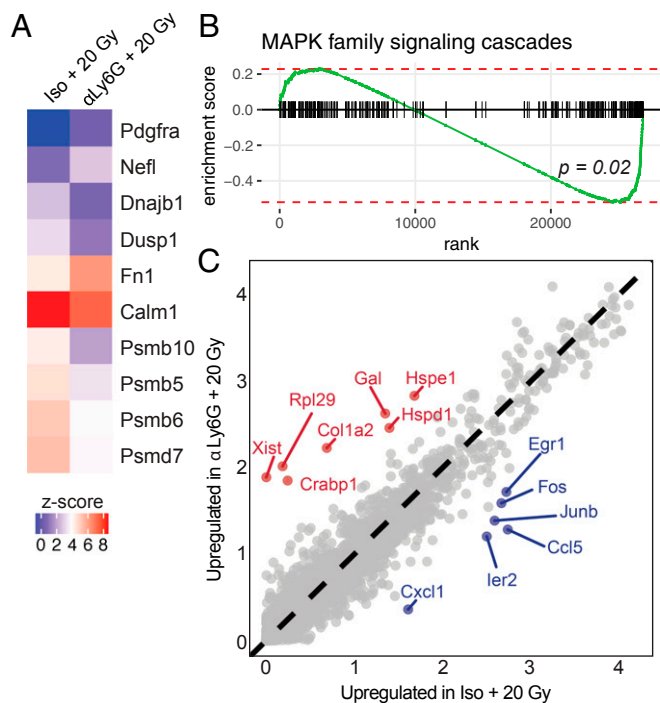 A
Iso + 20 Gy
αLy6G + 20 Gy
Pdgfra
Nefl
Dnajb1
Dusp1
Fn1
Calm1
Psmb10
Psmb5
Psmb6
Psmd7
z-score
0 2 4 6 8
B
MAPK family signaling cascades
enrichment score
0.2
0.0
−0.2
−0.4
p = 0.02
0 10000 20000
rank
C
Upregulated in αLy6G + 20 Gy
4
3
2
1
0
Gal
Hspe1
Rpl29
Col1a2
Hspd1
Xist
Crabp1
Egr1
Fos
Junb
Ccl5
Ier2
Cxcl1
0 1 2 3 4
Upregulated in Iso + 20 Gy